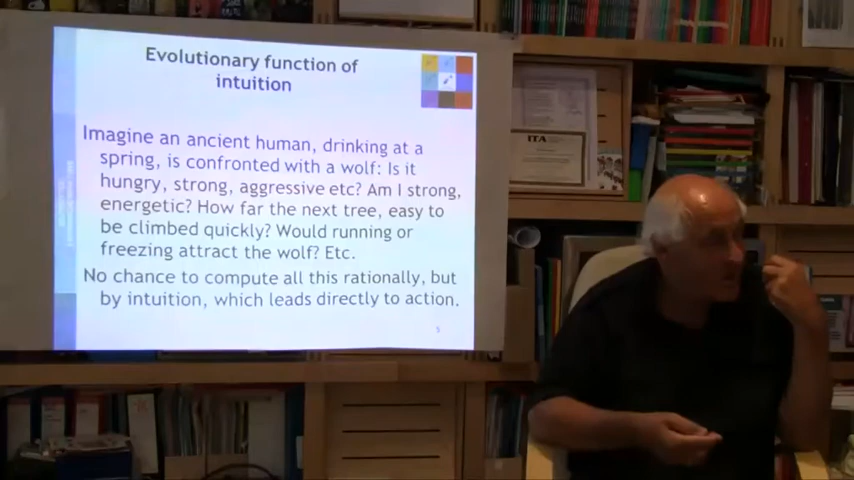 Evolutionary function of
intuition
Imagine an ancient human, drinking at a
spring, is confronted with a wolf: Is it
hungry, strong, aggressive etc? Am I strong,
energetic? How far the next tree, easy to
be climbed quickly? Would running or
freezing attract the wolf? Etc.
No chance to compute all this rationally, but
by intuition, which leads directly to action.
5
ITA